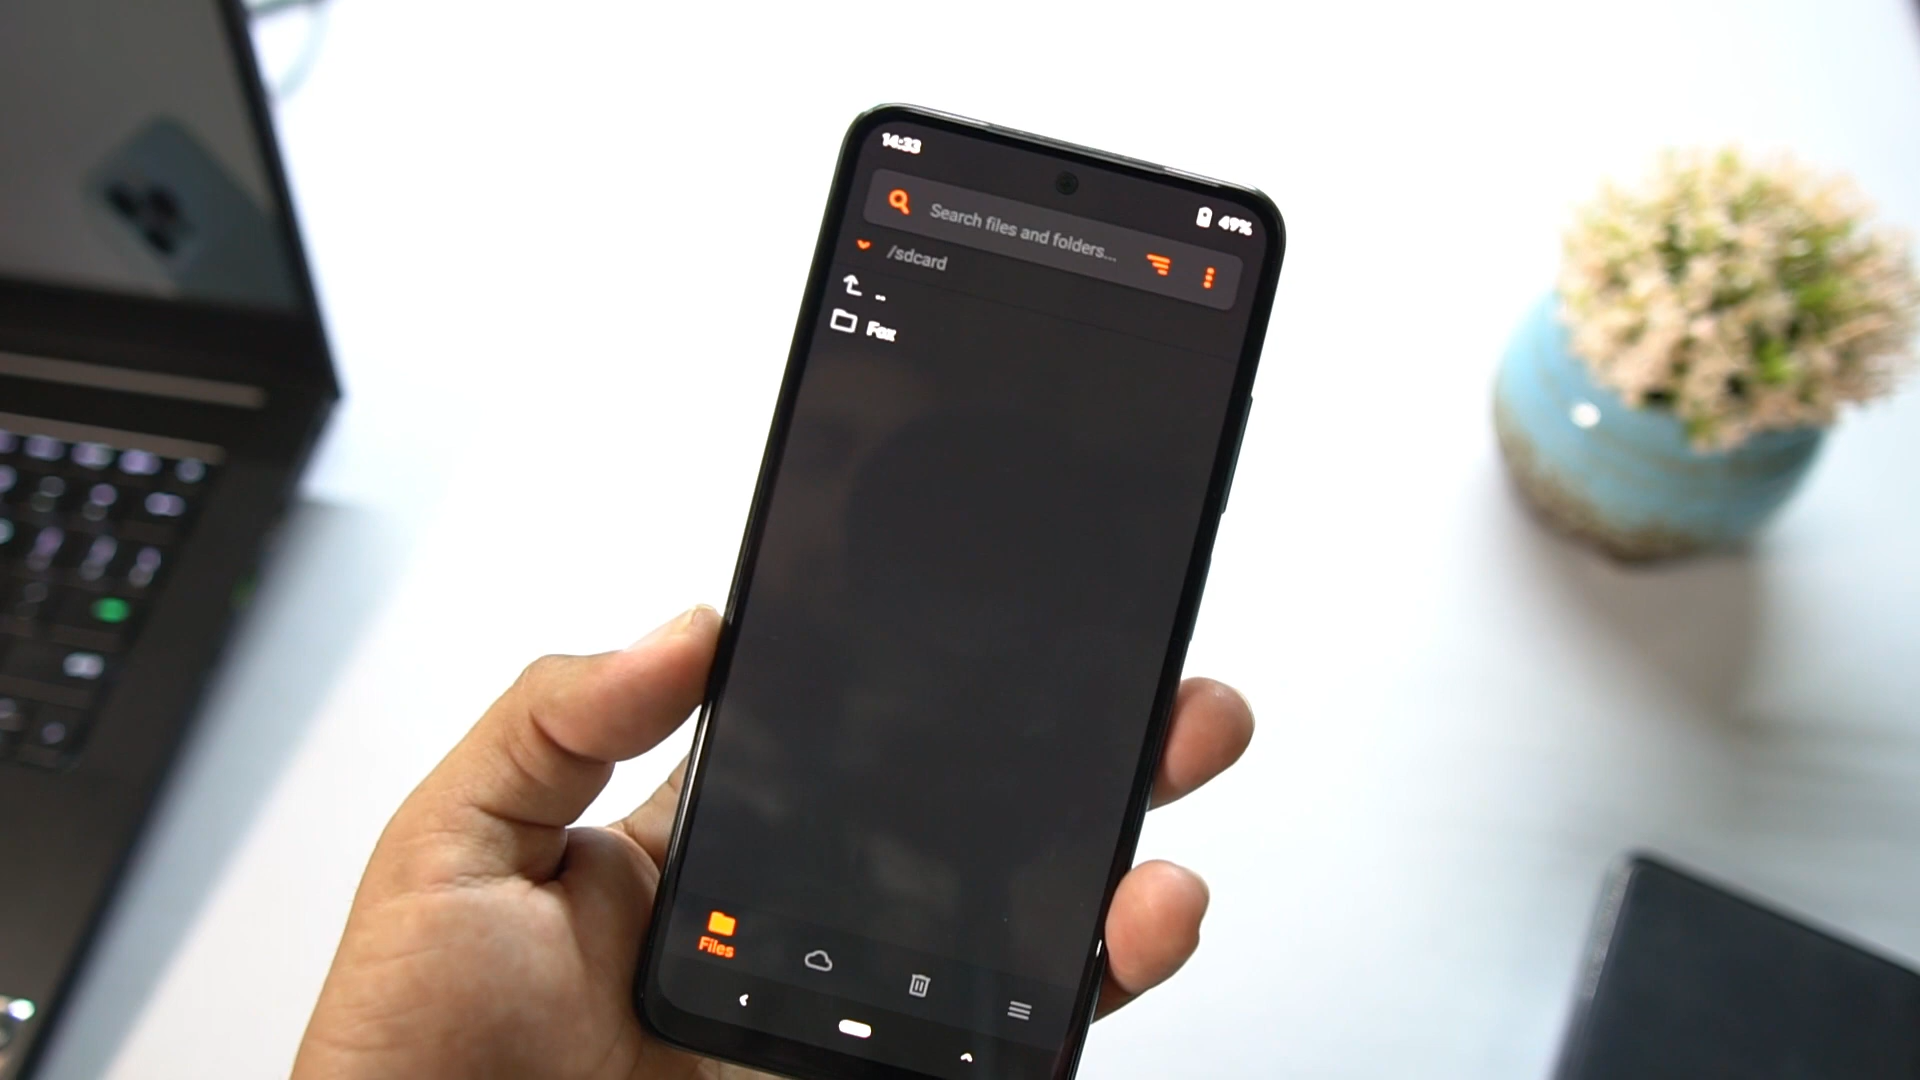 14:33
49%
Search files and folders...
/sdcard
..
Fox
Files